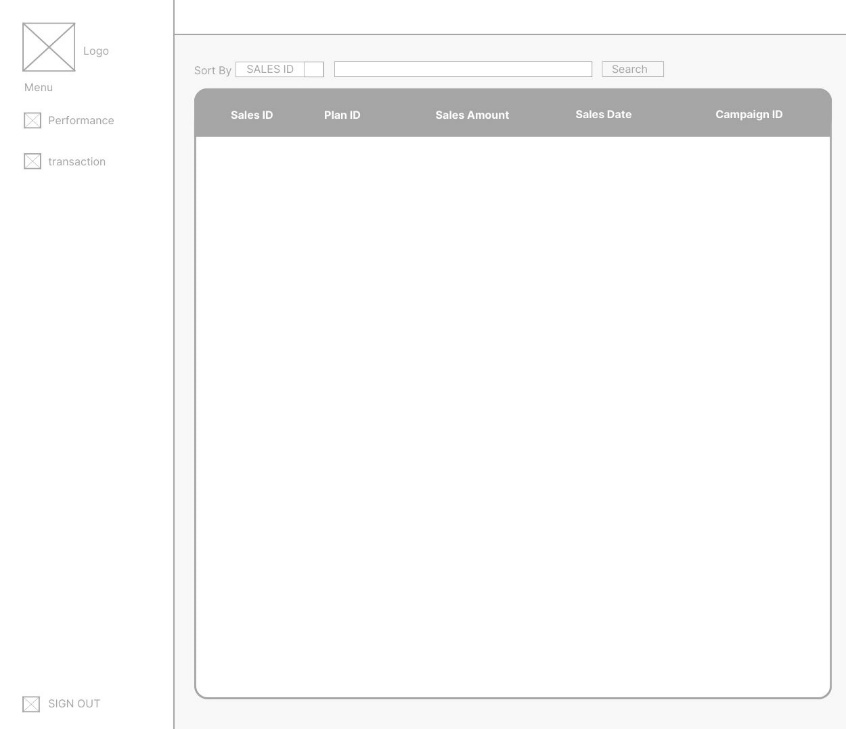 Logo
Menu
Performance
transaction
SIGN OUT
Sort By SALES ID Search
Sales ID Plan ID Sales Amount Sales Date Campaign ID